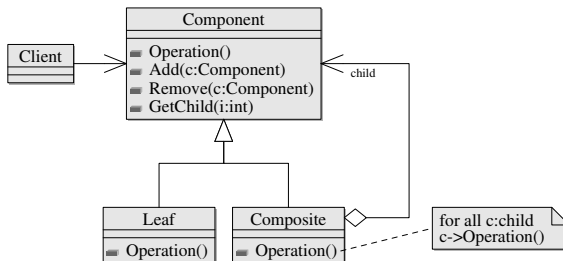 Component
Client
Operation()
Add(c:Component)
Remove(c:Component)
GetChild(i:int)
child
Leaf
Composite
Operation()
Operation()
for all c:child
c->Operation()